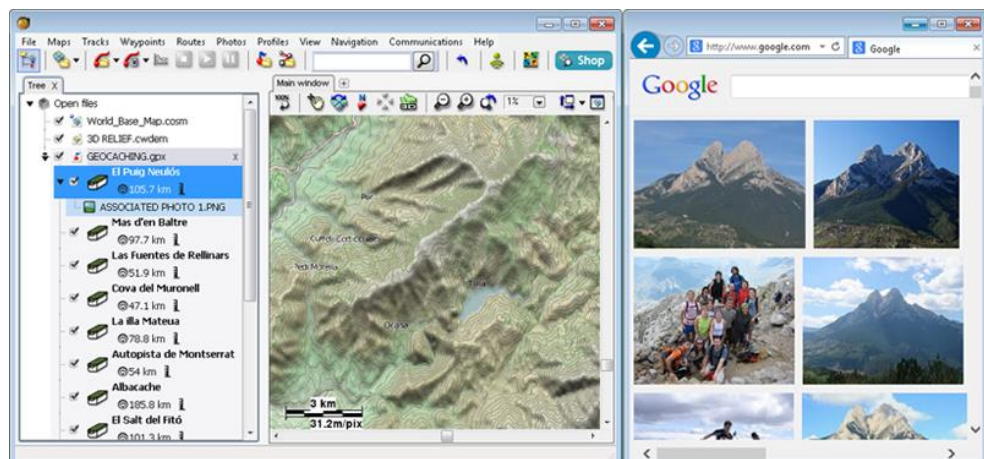 File Maps Tracks Waypoints Routes Photos Profiles View Navigation Communications Help
Shop
Tree X
Open files
World_Base_Map.cosm
3D RELIEF.cwdem
GEOCACHING.gpx x
El Puig Neulós
105.7 km
ASSOCIATED PHOTO 1.PNG
Mas d'en Baltre
97.7 km
Las Fuentes de Rellinars
51.9 km
Cova del Muronell
47.1 km
La illa Mateua
78.8 km
Autopista de Montserrat
54 km
Albacache
185.8 km
El Salt del Fitó
101.3 km
Main window
100%
1%
3 km
31.2m/pix
http://www.google.com
Google
Google